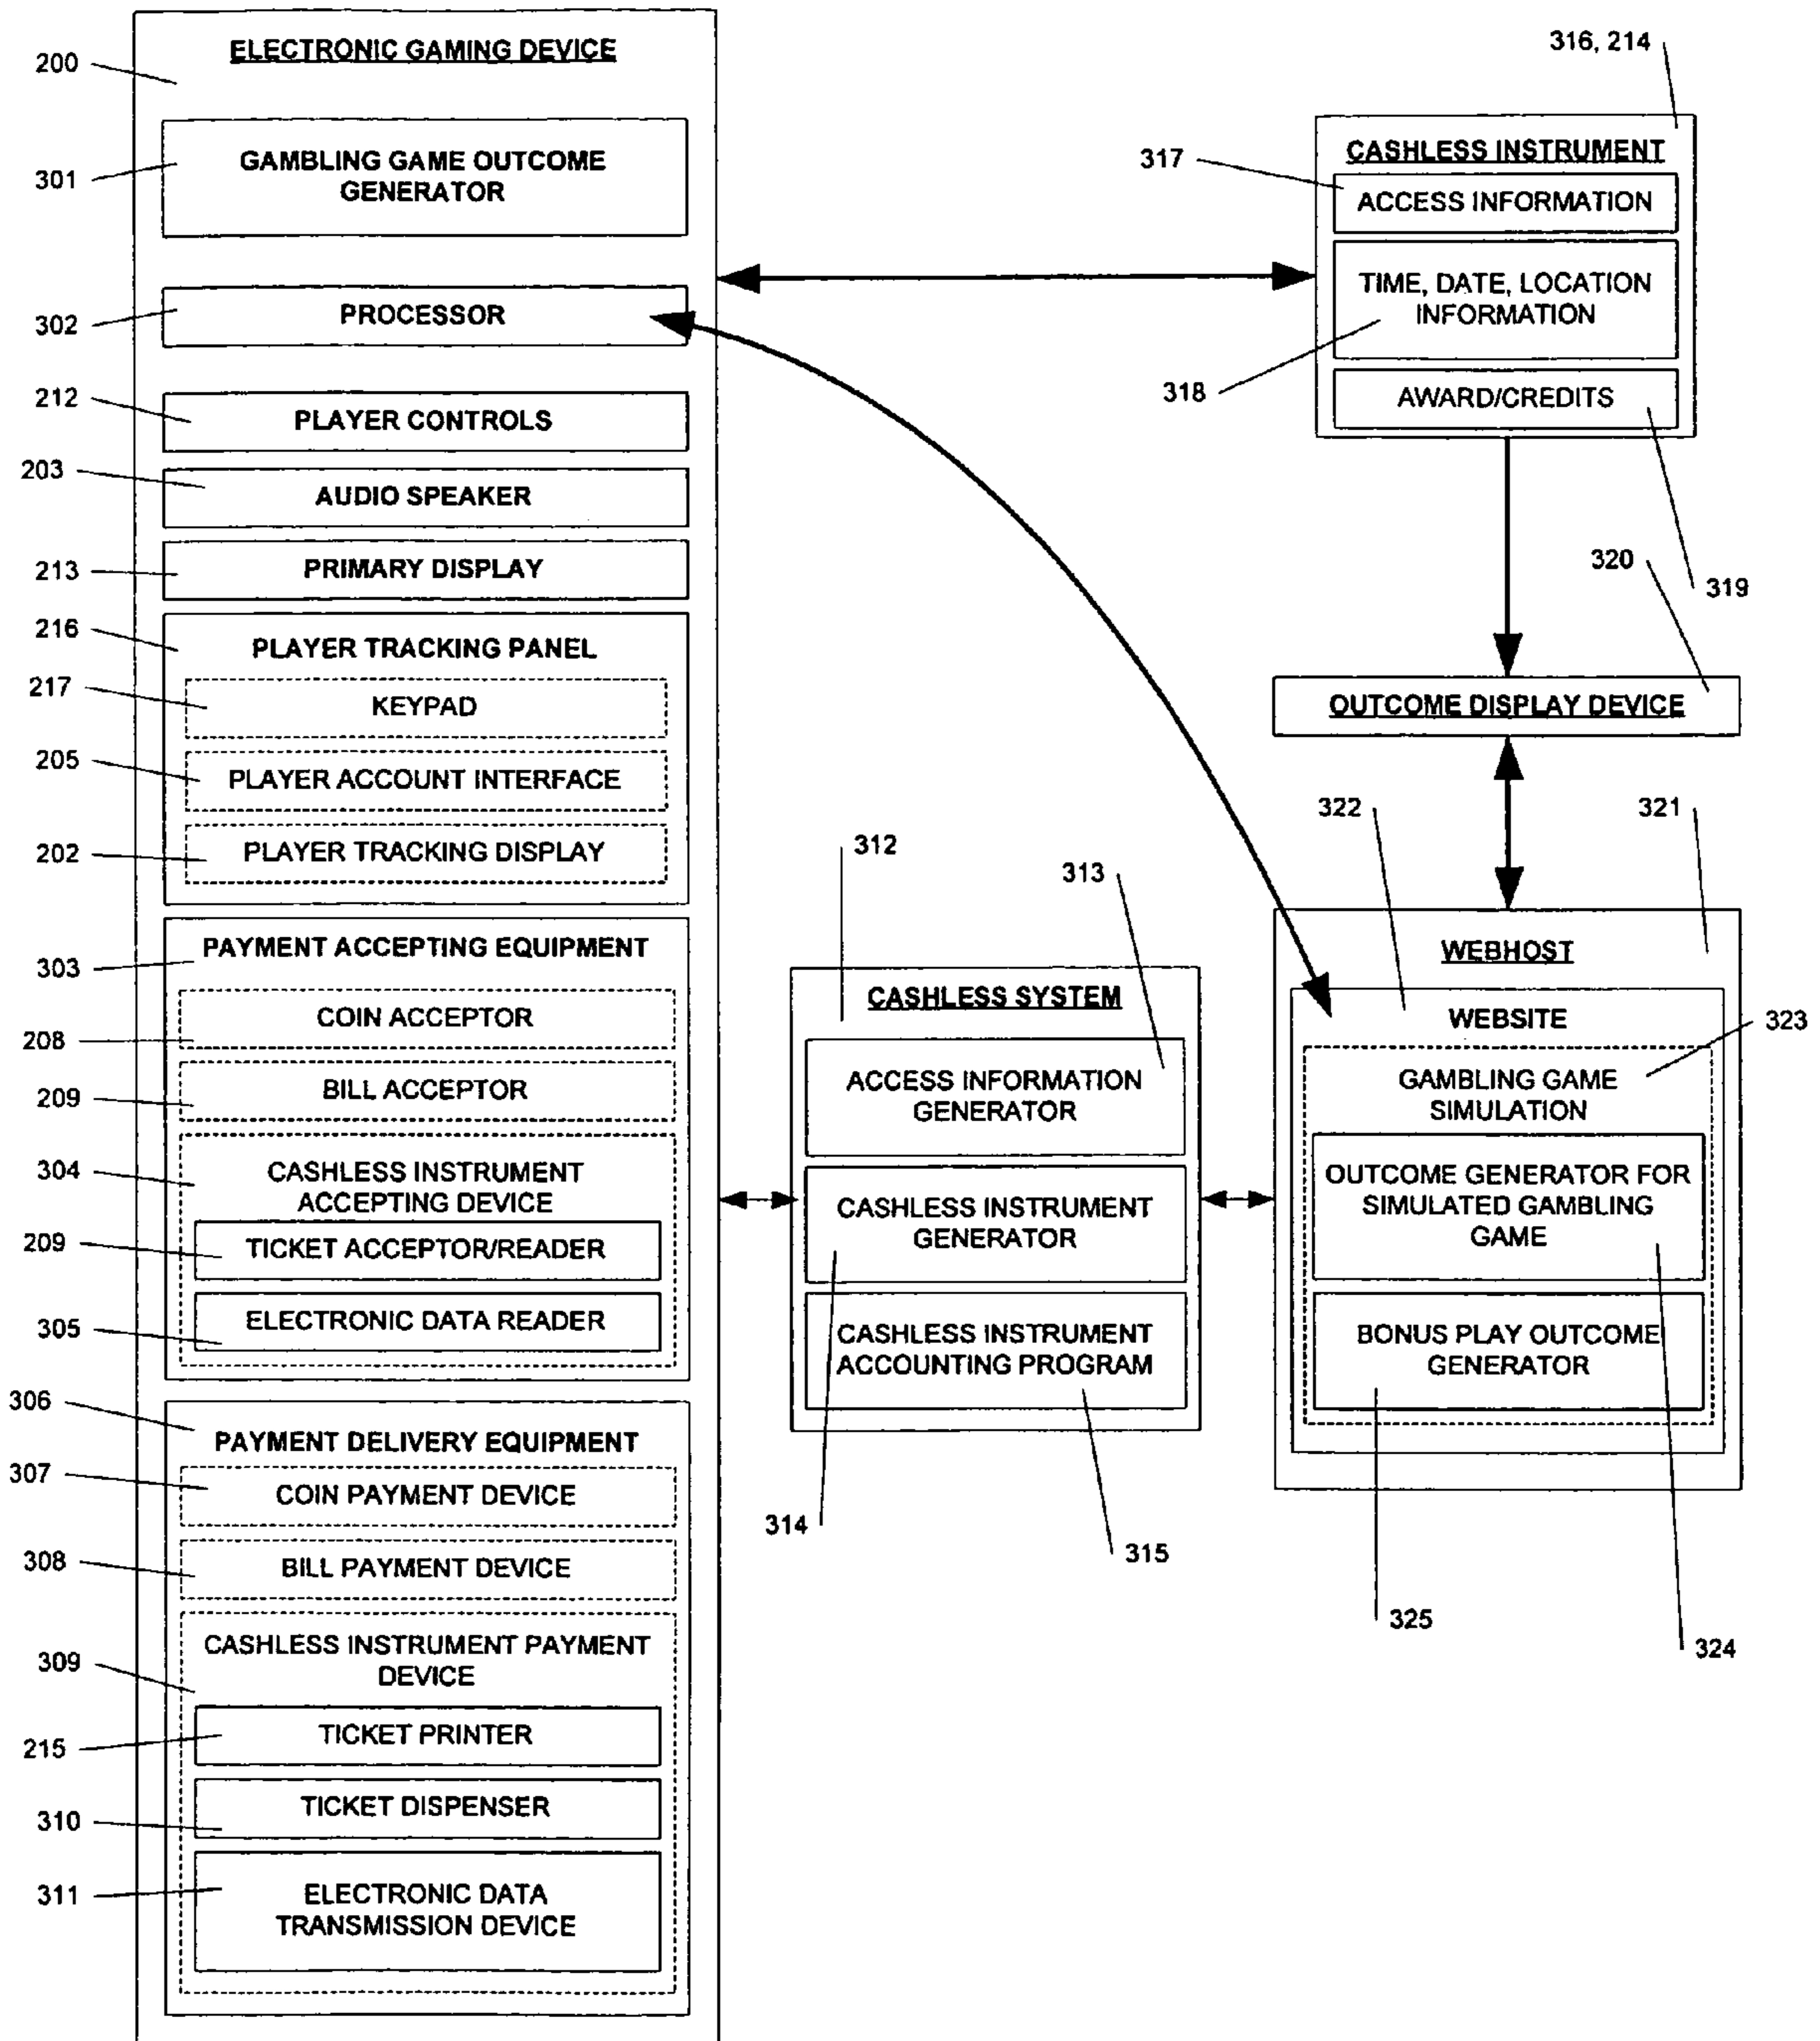 ELECTRONIC GAMING DEVICE
200
GAMBLING GAME OUTCOME
GENERATOR
301
PROCESSOR
302
212
PLAYER CONTROLS
203
AUDIO SPEAKER
PRIMARY DISPLAY
213
216
PLAYER TRACKING PANEL
217
KEYPAD
205
PLAYER ACCOUNT INTERFACE
PLAYER TRACKING DISPLAY
202
PAYMENT ACCEPTING EQUIPMENT
303
COIN ACCEPTOR
208
BILL ACCEPTOR
209
304
CASHLESS INSTRUMENT
ACCEPTING DEVICE
209
TICKET ACCEPTOR/READER
ELECTRONIC DATA READER
305
306
PAYMENT DELIVERY EQUIPMENT
307
COIN PAYMENT DEVICE
308
BILL PAYMENT DEVICE
CASHLESS INSTRUMENT PAYMENT
DEVICE
309
TICKET PRINTER
215
TICKET DISPENSER
310
311
ELECTRONIC DATA
TRANSMISSION DEVICE
312
313
CASHLESS SYSTEM
ACCESS INFORMATION
GENERATOR
CASHLESS INSTRUMENT
GENERATOR
CASHLESS INSTRUMENT
ACCOUNTING PROGRAM
314
315
316, 214
CASHLESS INSTRUMENT
317
ACCESS INFORMATION
TIME, DATE, LOCATION
INFORMATION
318
AWARD/CREDITS
319
320
OUTCOME DISPLAY DEVICE
322
321
WEBHOST
WEBSITE
323
GAMBLING GAME
SIMULATION
OUTCOME GENERATOR FOR
SIMULATED GAMBLING
GAME
BONUS PLAY OUTCOME
GENERATOR
325
324